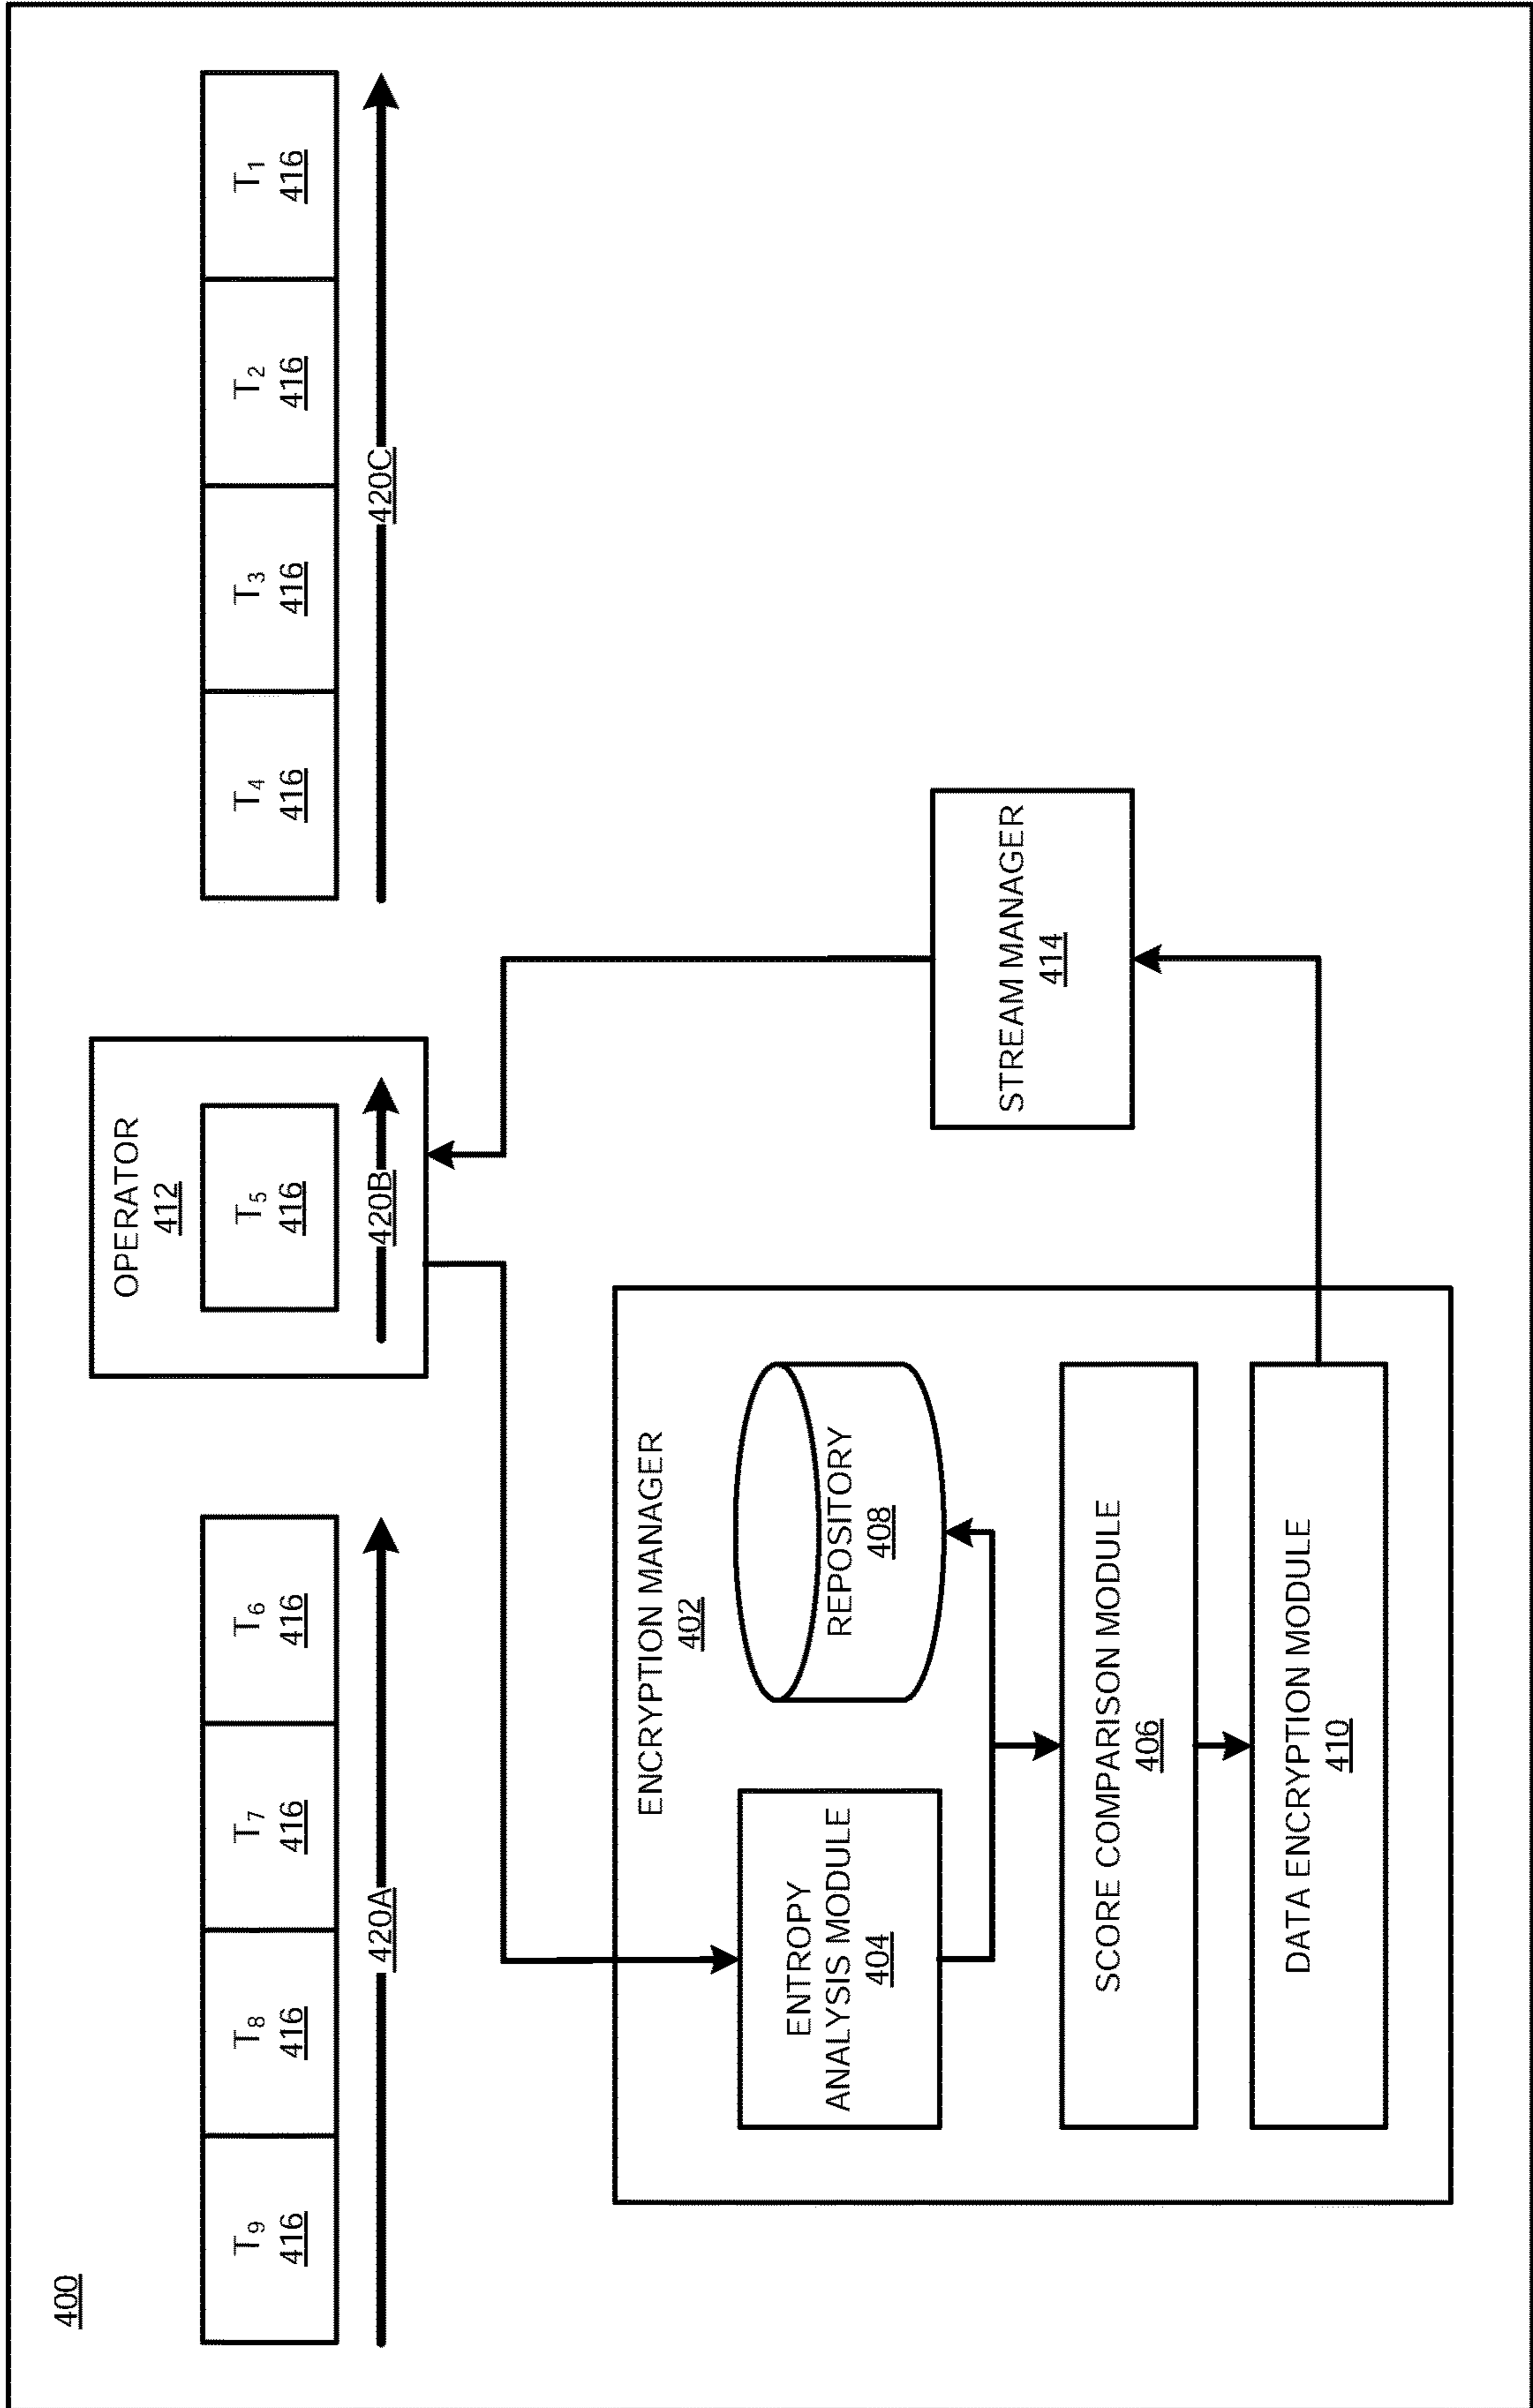 400
T9
416
T8
416
T7
416
T6
416
420A
OPERATOR
412
T5
416
420B
T4
416
T3
416
T2
416
T1
416
420C
ENCRYPTION MANAGER
402
ENTROPY
ANALYSIS MODULE
404
REPOSITORY
408
SCORE COMPARISON MODULE
406
DATA ENCRYPTION MODULE
410
STREAM MANAGER
414